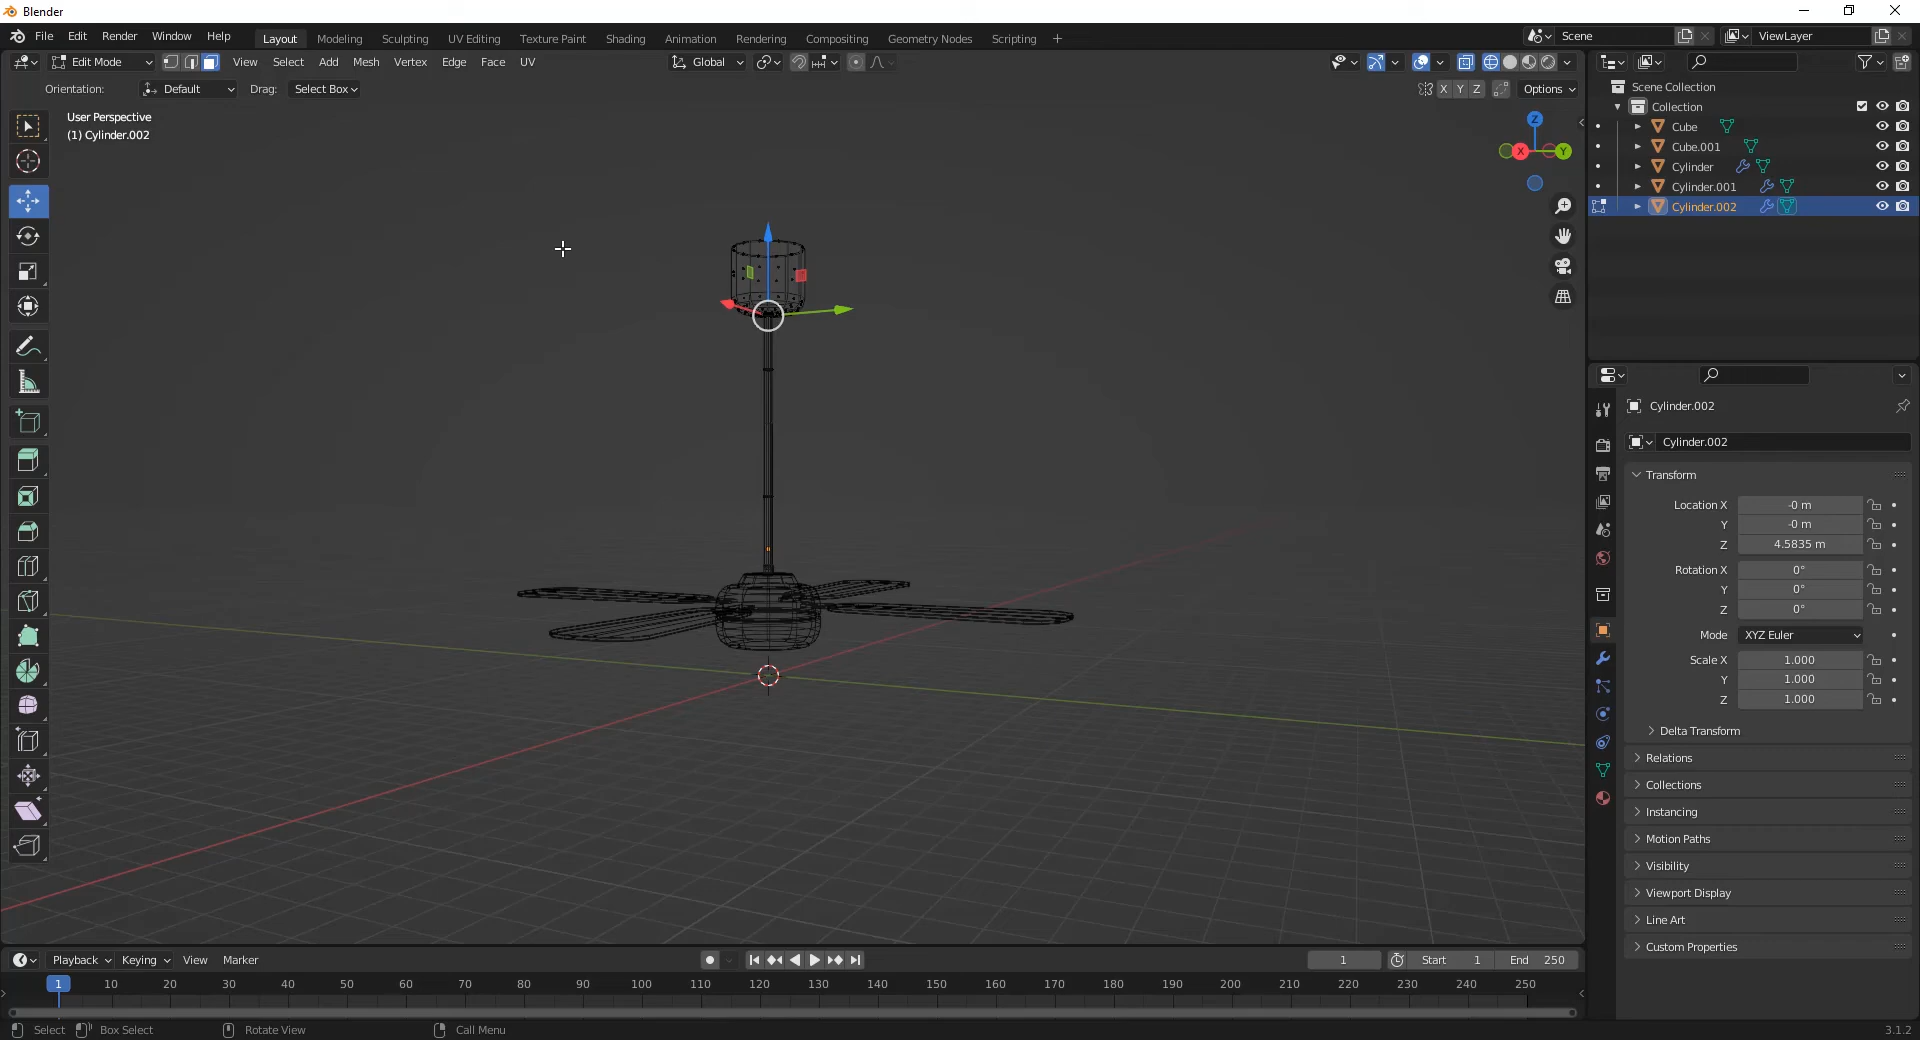 Blender
File Edit Render Window Help Layout Modeling Sculpting UV Editing Texture Paint Shading Animation Rendering Compositing Geometry Nodes Scripting + Scene ViewLayer
Edit Mode View Select Add Mesh Vertex Edge Face UV Global
Orientation: Default Drag: Select Box X Y Z Options
User Perspective
(1) Cylinder.002
Z
X Y
Scene Collection
Collection
Cube
Cube.001
Cylinder
Cylinder.001
Cylinder.002
Cylinder.002
Cylinder.002
Transform
Location X -0 m
Y -0 m
Z 4.5835 m
Rotation X 0°
Y 0°
Z 0°
Mode XYZ Euler
Scale X 1.000
Y 1.000
Z 1.000
Delta Transform
Relations
Collections
Instancing
Motion Paths
Visibility
Viewport Display
Line Art
Custom Properties
Playback Keying View Marker 1 Start 1 End 250
1 10 20 30 40 50 60 70 80 90 100 110 120 130 140 150 160 170 180 190 200 210 220 230 240 250
Select Box Select Rotate View Call Menu 3.1.2